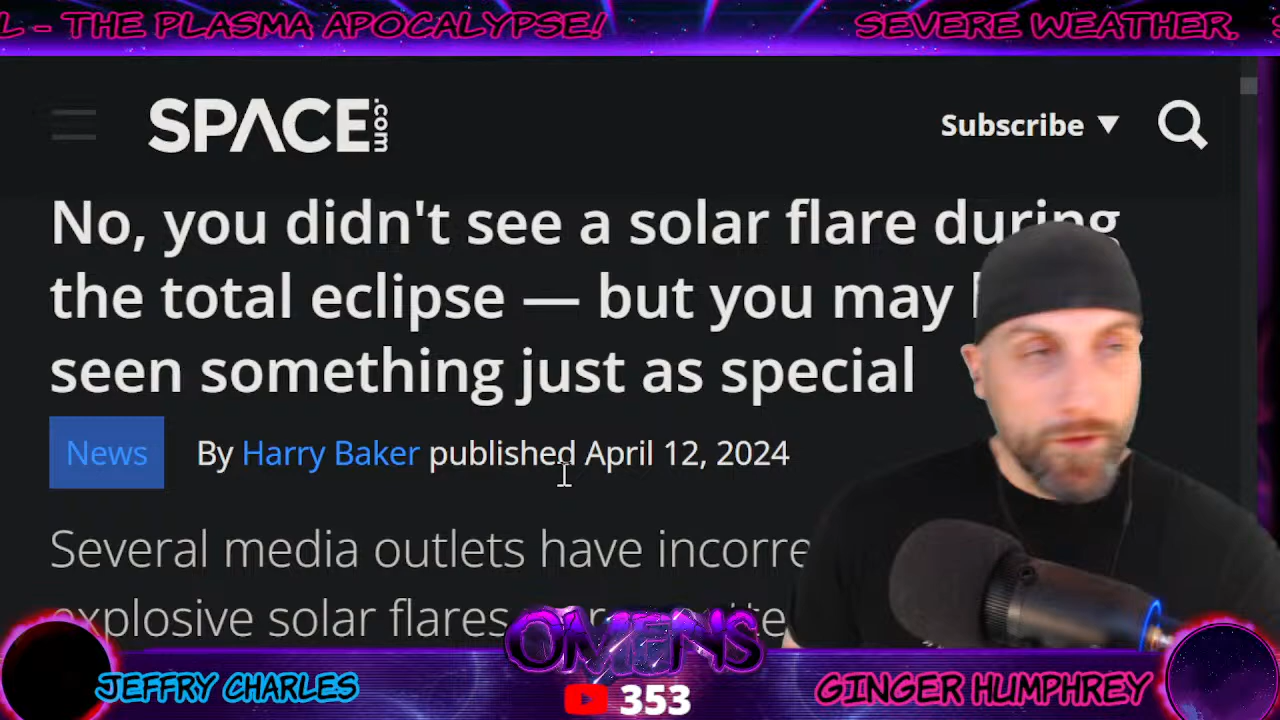 L - THE PLASMA APOCALYPSE! SEVERE WEATHER.
SPACE.com
Subscribe
No, you didn't see a solar flare during
the total eclipse — but you may
seen something just as special
News By Harry Baker published April 12, 2024
Several media outlets have
explosive solar flares
OMENS
JEFFRY CHARLES
353
GINGER HUMPHREY